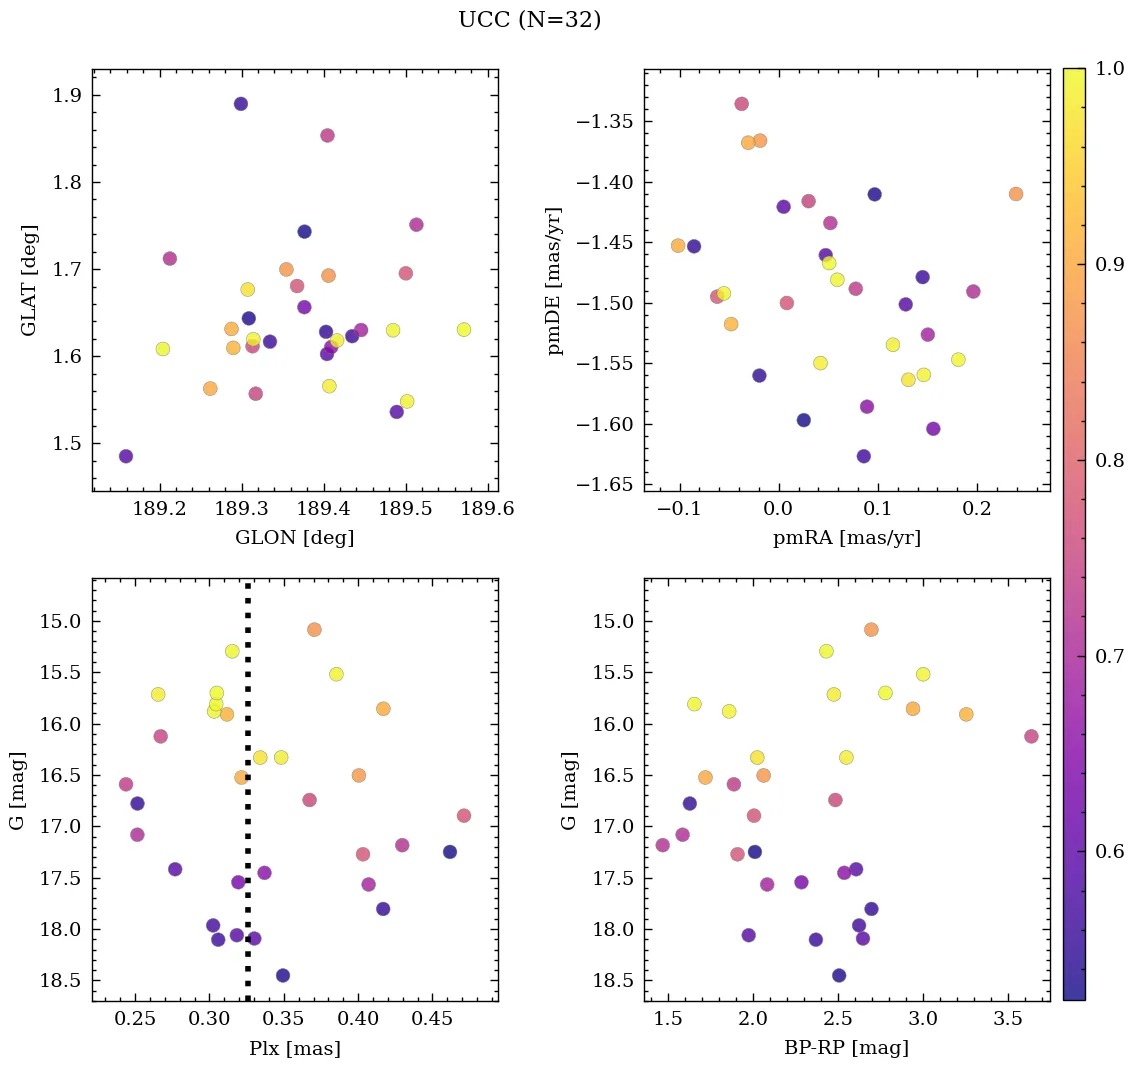 UCC (N=32)
1.9
1.8
1.7
1.6
1.5
GLAT [deg]
189.2 189.3 189.4 189.5 189.6
GLON [deg]
−1.35
−1.40
−1.45
−1.50
−1.55
−1.60
−1.65
pmDE [mas/yr]
−0.1 0.0 0.1 0.2
pmRA [mas/yr]
15.0
15.5
16.0
16.5
17.0
17.5
18.0
18.5
G [mag]
0.25 0.30 0.35 0.40 0.45
Plx [mas]
15.0
15.5
16.0
16.5
17.0
17.5
18.0
18.5
G [mag]
1.5 2.0 2.5 3.0 3.5
BP-RP [mag]
1.0
0.9
0.8
0.7
0.6